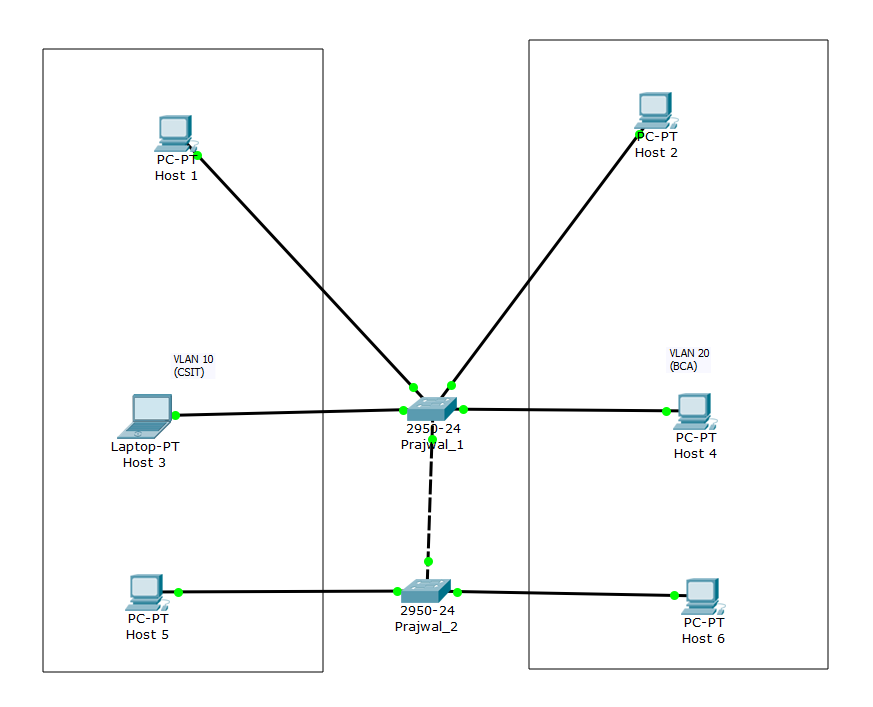 PC-PT
Host 1
PC-PT
Host 2
VLAN 10
(CSIT)
VLAN 20
(BCA)
Laptop-PT
Host 3
2950-24
Prajwal_1
PC-PT
Host 4
PC-PT
Host 5
2950-24
Prajwal_2
PC-PT
Host 6